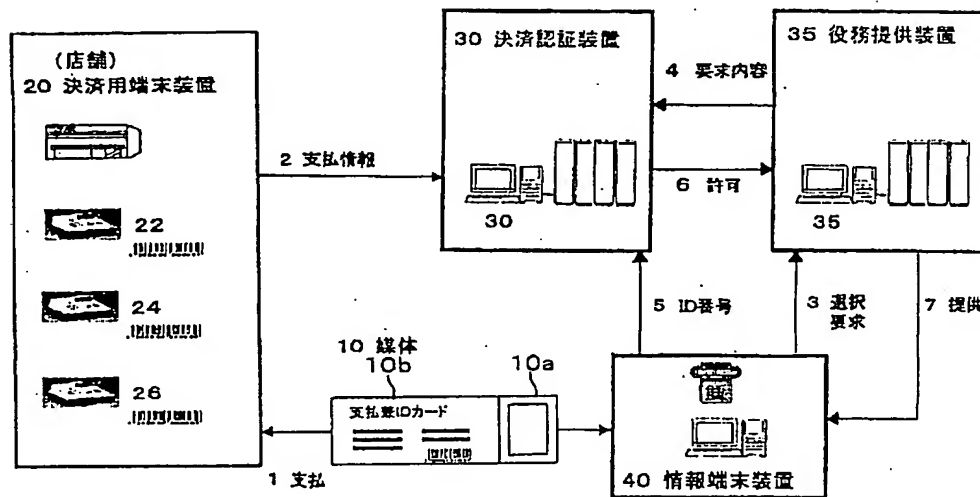 (店舗)
20 決済用端末装置
22
24
26
2 支払情報
30 決済認証装置
30
4 要求内容
6 許可
35 役務提供装置
35
5 ID番号
3 選択
要求
7 提供
10 媒体
10b
10a
支払兼IDカード
1 支払
40 情報端末装置